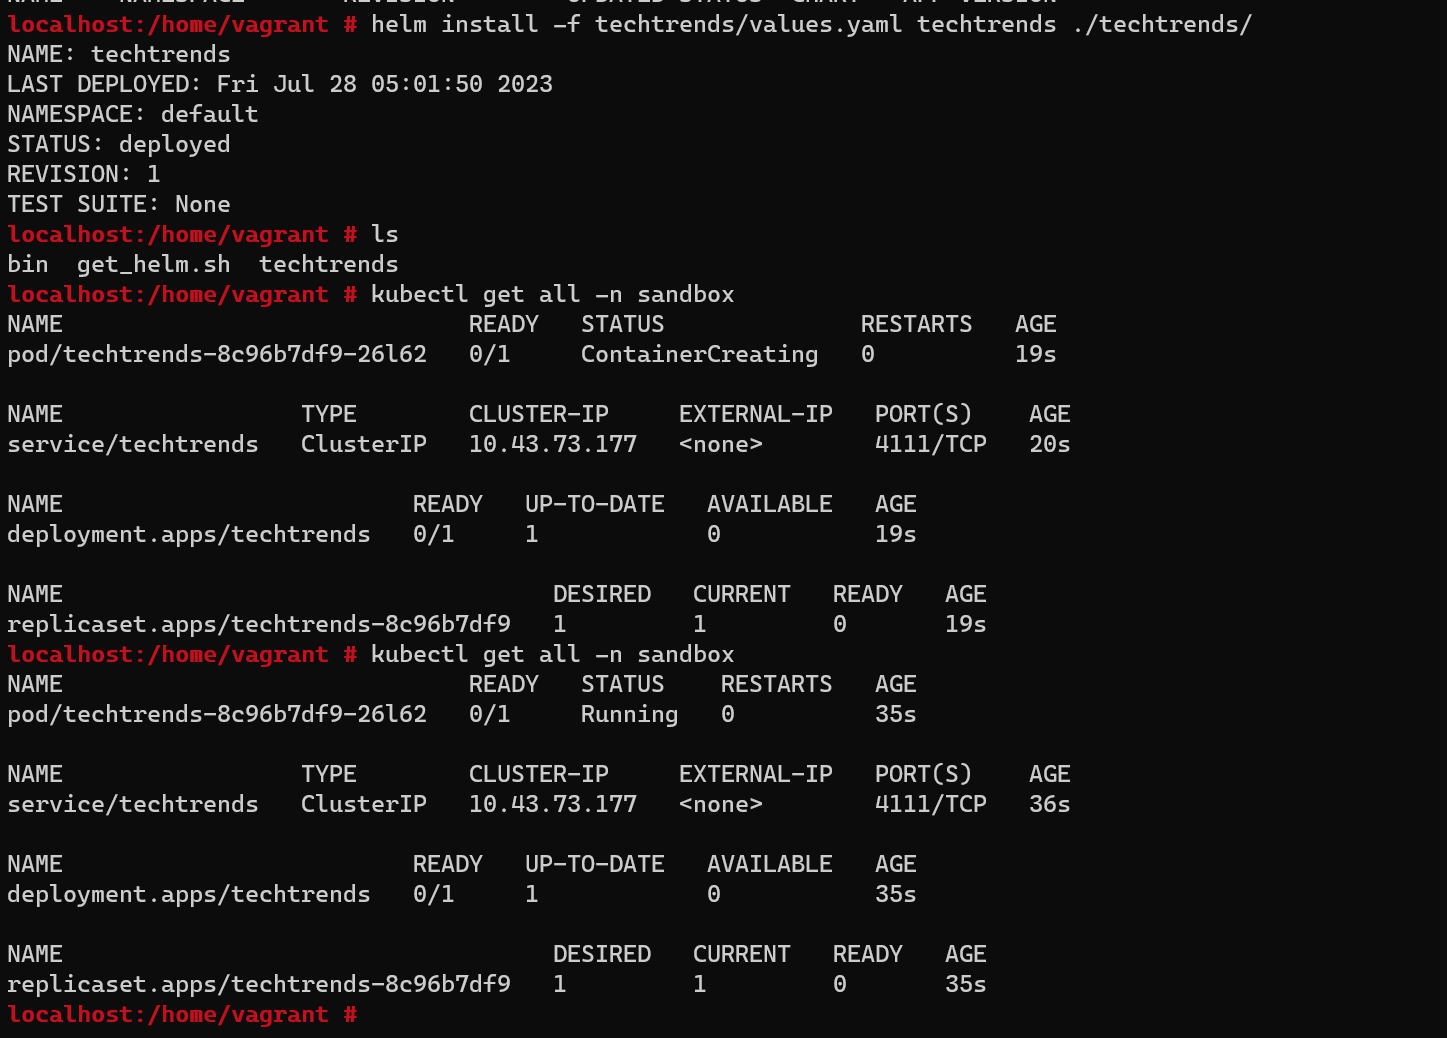 NAME    NAMESPACE       REVISION        UPDATED STATUS  CHART   APP VERSION
localhost:/home/vagrant # helm install -f techtrends/values.yaml techtrends ./techtrends/
NAME: techtrends
LAST DEPLOYED: Fri Jul 28 05:01:50 2023
NAMESPACE: default
STATUS: deployed
REVISION: 1
TEST SUITE: None
localhost:/home/vagrant # ls
bin  get_helm.sh  techtrends
localhost:/home/vagrant # kubectl get all -n sandbox
NAME                             READY   STATUS              RESTARTS   AGE
pod/techtrends-8c96b7df9-26l62   0/1     ContainerCreating   0          19s

NAME                 TYPE        CLUSTER-IP     EXTERNAL-IP   PORT(S)    AGE
service/techtrends   ClusterIP   10.43.73.177   <none>        4111/TCP   20s

NAME                         READY   UP-TO-DATE   AVAILABLE   AGE
deployment.apps/techtrends   0/1     1            0           19s

NAME                                   DESIRED   CURRENT   READY   AGE
replicaset.apps/techtrends-8c96b7df9   1         1         0       19s
localhost:/home/vagrant # kubectl get all -n sandbox
NAME                             READY   STATUS    RESTARTS   AGE
pod/techtrends-8c96b7df9-26l62   0/1     Running   0          35s

NAME                 TYPE        CLUSTER-IP     EXTERNAL-IP   PORT(S)    AGE
service/techtrends   ClusterIP   10.43.73.177   <none>        4111/TCP   36s

NAME                         READY   UP-TO-DATE   AVAILABLE   AGE
deployment.apps/techtrends   0/1     1            0           35s

NAME                                   DESIRED   CURRENT   READY   AGE
replicaset.apps/techtrends-8c96b7df9   1         1         0       35s
localhost:/home/vagrant #